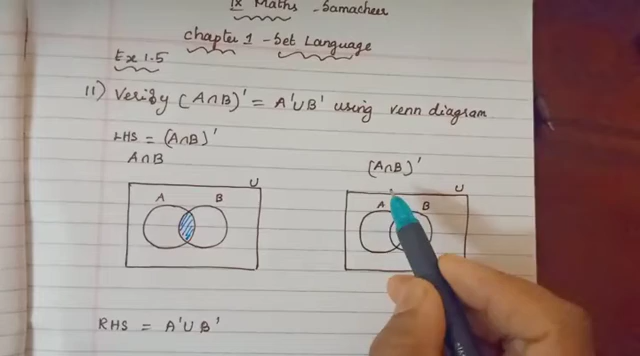 IX Maths - Samacheer
Chapter 1 - Set Language
Ex 1.5
11) Verify (A∩B)' = A'∪B' using venn diagram
LHS = (A∩B)'
A∩B
(A∩B)'
U
A B
U
A B
RHS = A'∪B'